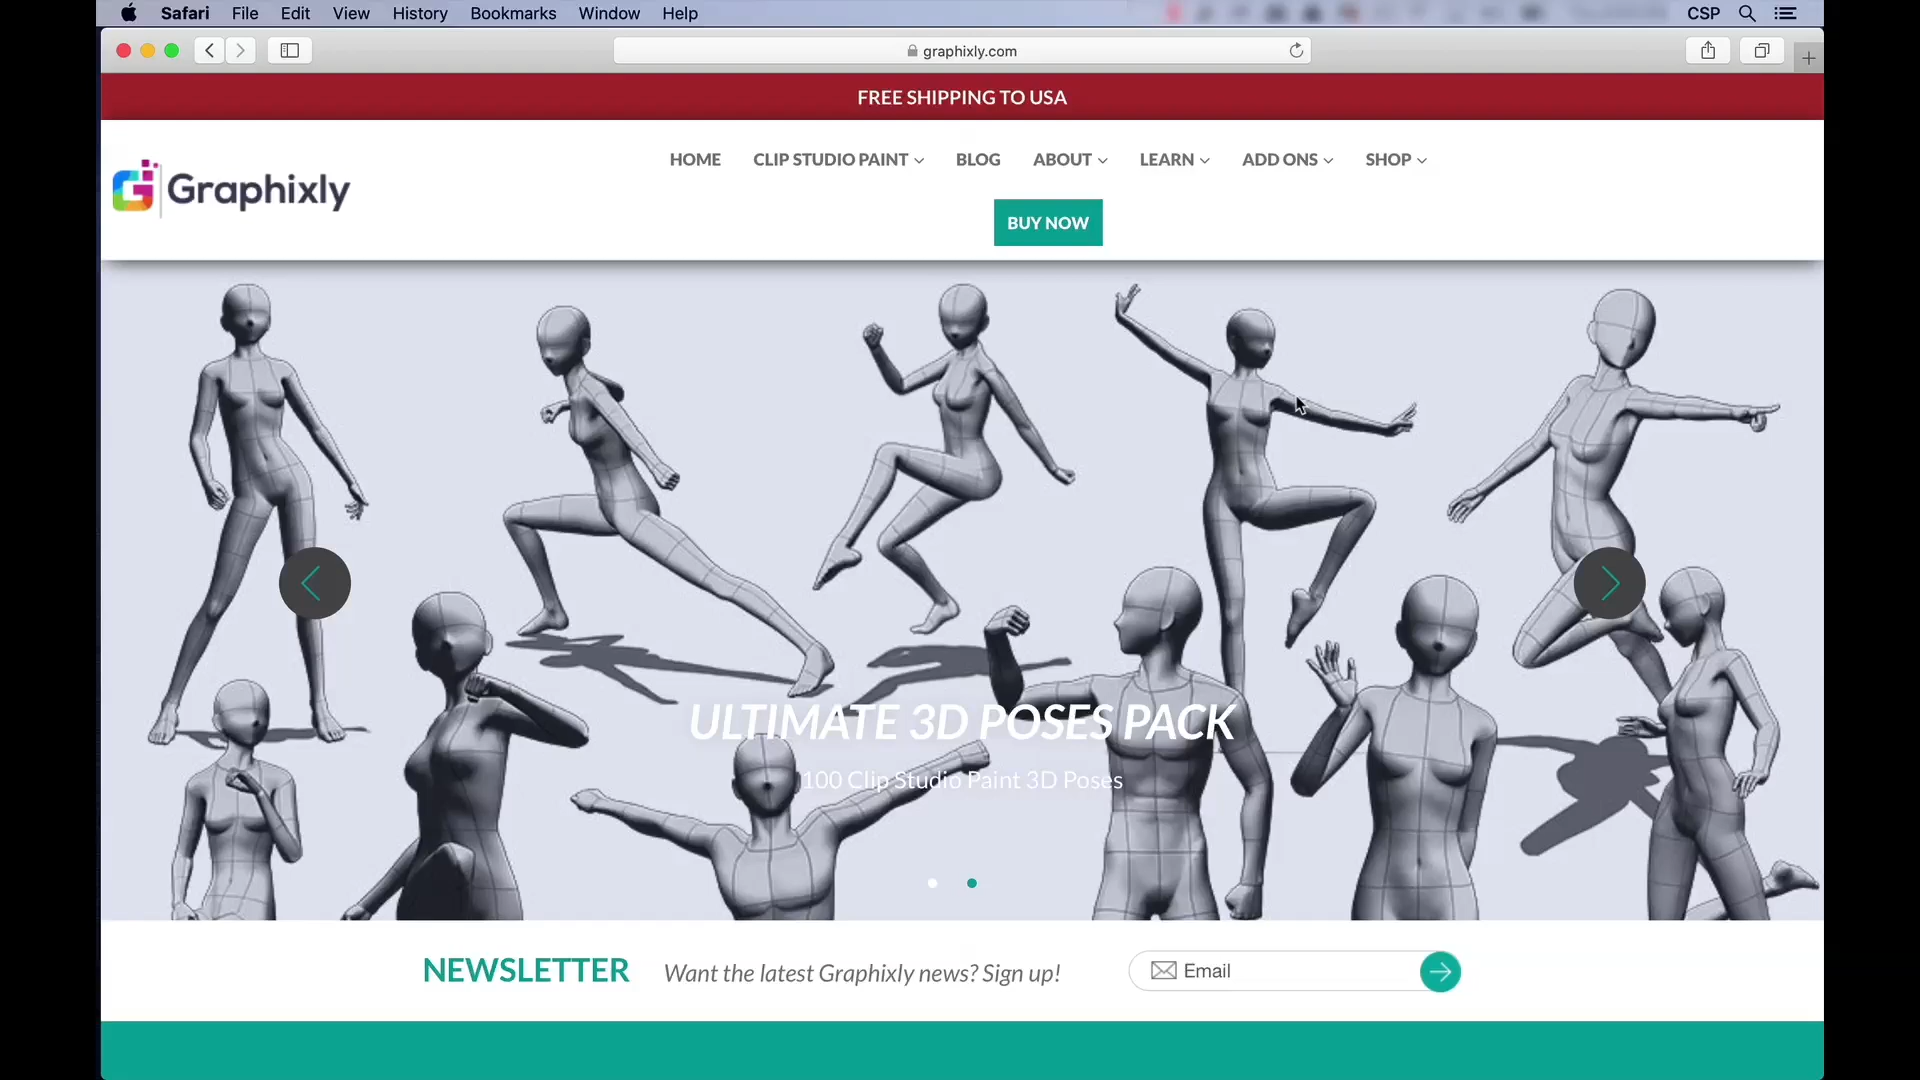 Safari File Edit View History Bookmarks Window Help CSP
graphixly.com
FREE SHIPPING TO USA
Graphixly
HOME CLIP STUDIO PAINT BLOG ABOUT LEARN ADD ONS SHOP
BUY NOW
ULTIMATE 3D POSES PACK
100 Clip Studio Paint 3D Poses
NEWSLETTER Want the latest Graphixly news? Sign up! Email